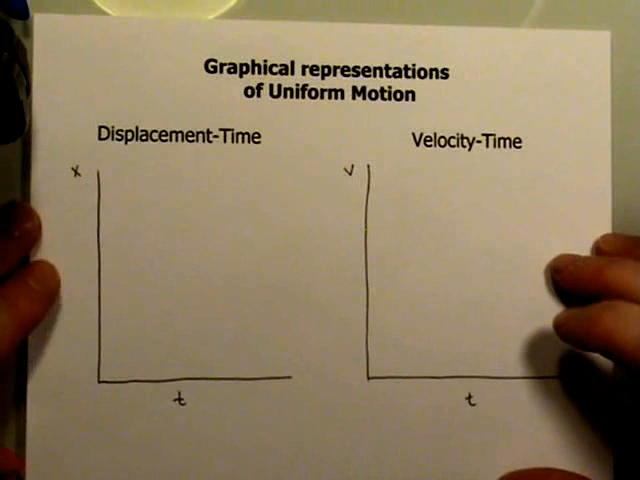 Graphical representations
of Uniform Motion
Displacement-Time
Velocity-Time
x
v
t
t